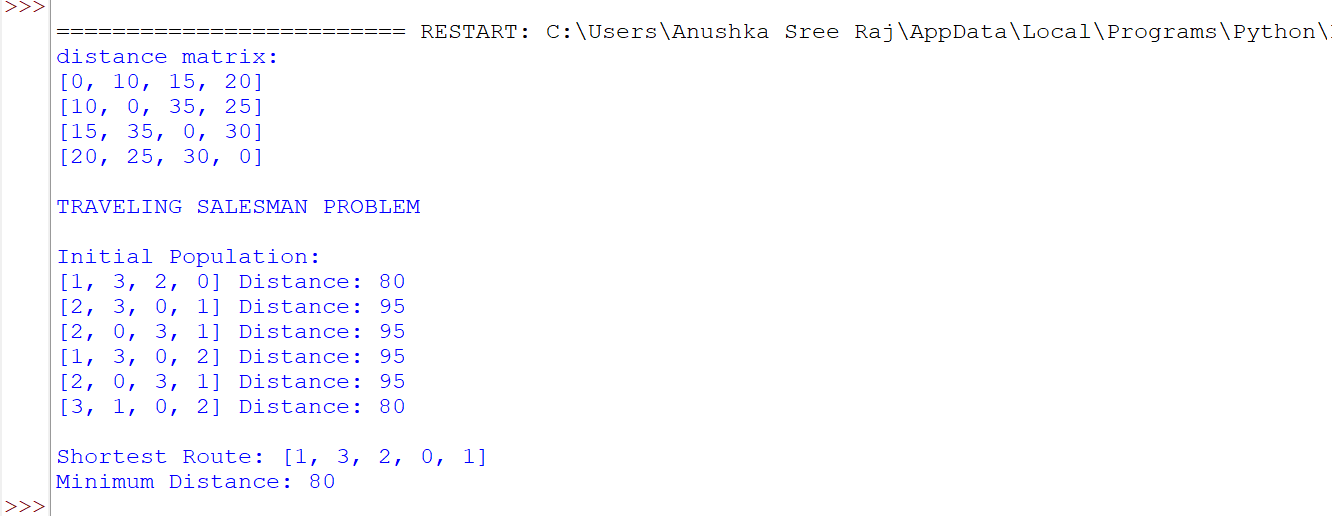 >>>
========================= RESTART: C:\Users\Anushka Sree Raj\AppData\Local\Programs\Python\
distance matrix:
[0, 10, 15, 20]
[10, 0, 35, 25]
[15, 35, 0, 30]
[20, 25, 30, 0]
TRAVELING SALESMAN PROBLEM
Initial Population:
[1, 3, 2, 0] Distance: 80
[2, 3, 0, 1] Distance: 95
[2, 0, 3, 1] Distance: 95
[1, 3, 0, 2] Distance: 95
[2, 0, 3, 1] Distance: 95
[3, 1, 0, 2] Distance: 80
Shortest Route: [1, 3, 2, 0, 1]
Minimum Distance: 80
>>>